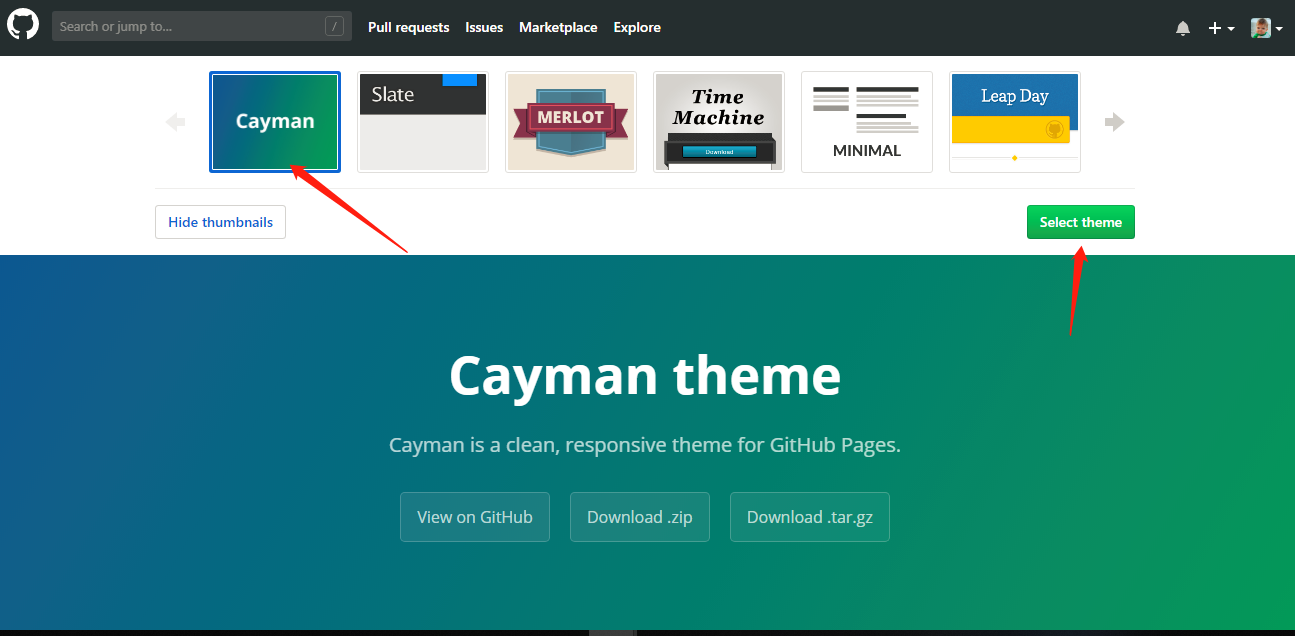 Search or jump to...
/
Pull requests
Issues
Marketplace
Explore
Cayman
Slate
MERLOT
Time
Machine
Download
MINIMAL
Leap Day
Hide thumbnails
Select theme
Cayman theme
Cayman is a clean, responsive theme for GitHub Pages.
View on GitHub
Download .zip
Download .tar.gz